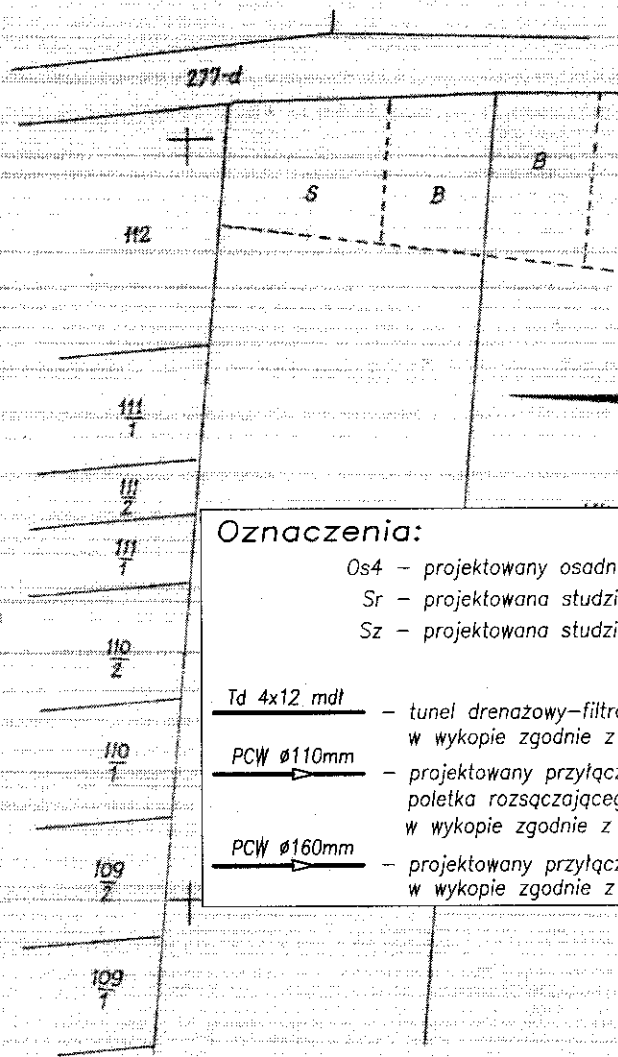 277-d
S
B
B
112
111
1
111
2
111
1
110
2
110
1
109
2
109
1
Oznaczenia:
Os4 – projektowany osadn
Sr – projektowana studzi
Sz – projektowana studzi
Td 4x12 mdł – tunel drenażowy-filtr
w wykopie zgodnie z
PCW ø110mm – projektowany przyłącz
poletka rozsączająceg
w wykopie zgodnie z
PCW ø160mm – projektowany przyłącz
w wykopie zgodnie z